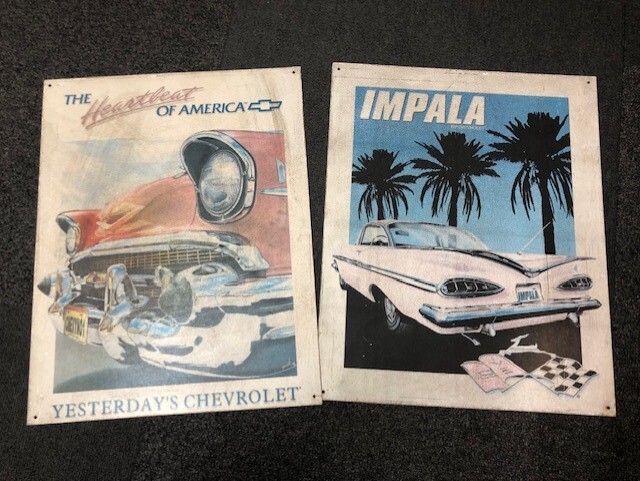 THE Heartbeat
OF AMERICA
YESTERDAY'S CHEVROLET
IMPALA
IMPALA